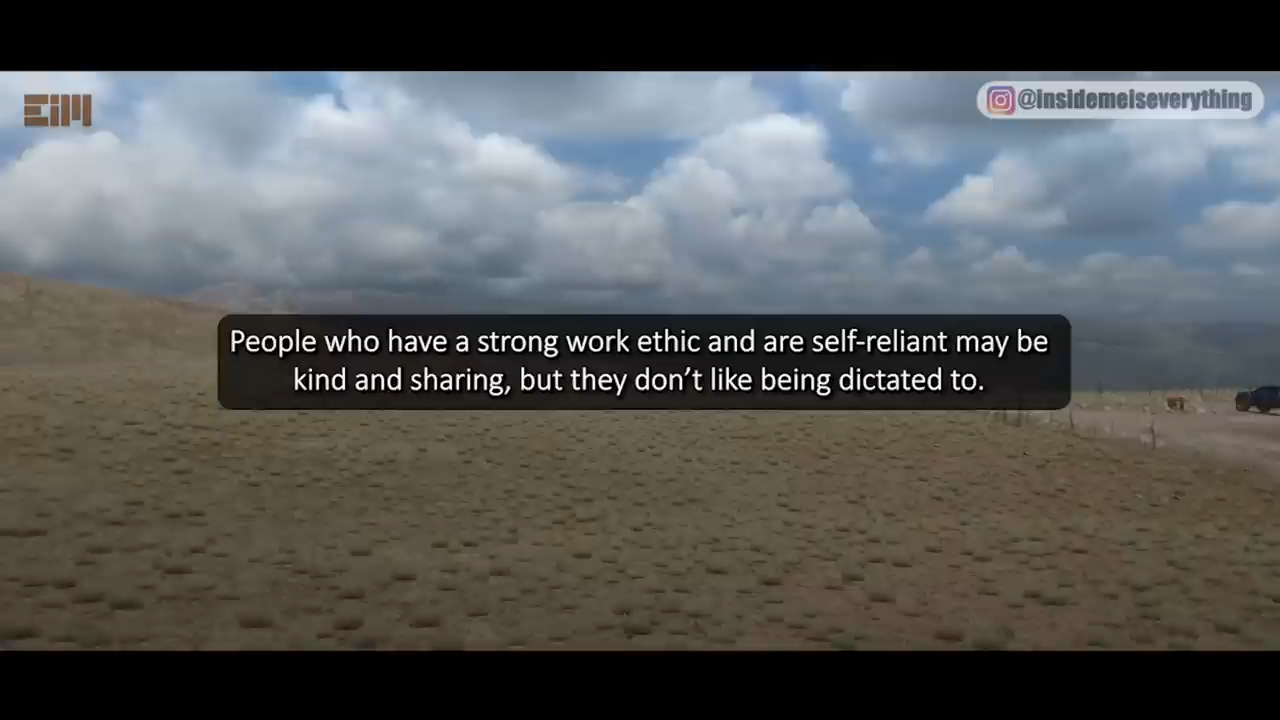 EiM
@insidemeiseverything
People who have a strong work ethic and are self-reliant may be
kind and sharing, but they don’t like being dictated to.